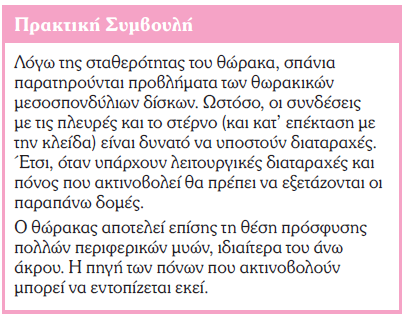 Πρακτική Συμβουλή
Λόγω της σταθερότητας του θώρακα, σπάνια
παρατηρούνται προβλήματα των θωρακικών
μεσοσπονδύλιων δίσκων. Ωστόσο, οι συνδέσεις
με τις πλευρές και το στέρνο (και κατ’ επέκταση με
την κλείδα) είναι δυνατό να υποστούν διαταραχές.
Έτσι, όταν υπάρχουν λειτουργικές διαταραχές και
πόνος που ακτινοβολεί θα πρέπει να εξετάζονται οι
παραπάνω δομές.
Ο θώρακας αποτελεί επίσης τη θέση πρόσφυσης
πολλών περιφερικών μυών, ιδιαίτερα του άνω
άκρου. Η πηγή των πόνων που ακτινοβολούν
μπορεί να εντοπίζεται εκεί.